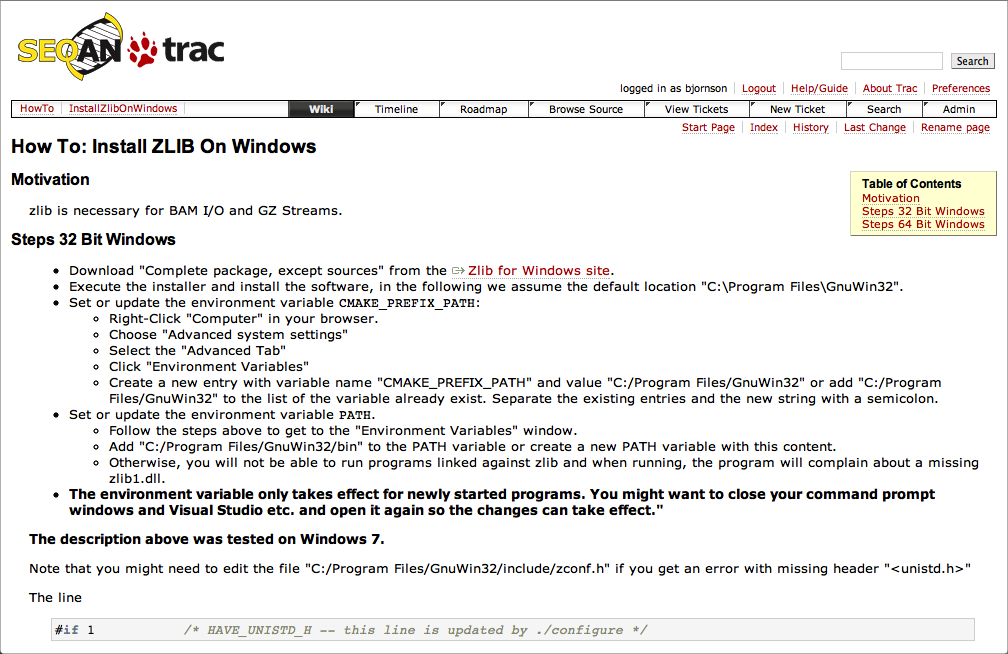 SEQAN trac
Search
logged in as bjornson Logout Help/Guide About Trac Preferences
HowTo InstallZlibOnWindows Wiki Timeline Roadmap Browse Source View Tickets New Ticket Search Admin
Start Page Index History Last Change Rename page
How To: Install ZLIB On Windows
Motivation
zlib is necessary for BAM I/O and GZ Streams.
Table of Contents
Motivation
Steps 32 Bit Windows
Steps 64 Bit Windows
Steps 32 Bit Windows
• Download "Complete package, except sources" from the Zlib for Windows site.
• Execute the installer and install the software, in the following we assume the default location "C:\Program Files\GnuWin32".
• Set or update the environment variable CMAKE_PREFIX_PATH:
◦ Right-Click "Computer" in your browser.
◦ Choose "Advanced system settings"
◦ Select the "Advanced Tab"
◦ Click "Environment Variables"
◦ Create a new entry with variable name "CMAKE_PREFIX_PATH" and value "C:/Program Files/GnuWin32" or add "C:/Program
Files/GnuWin32" to the list of the variable already exist. Separate the existing entries and the new string with a semicolon.
• Set or update the environment variable PATH.
◦ Follow the steps above to get to the "Environment Variables" window.
◦ Add "C:/Program Files/GnuWin32/bin" to the PATH variable or create a new PATH variable with this content.
◦ Otherwise, you will not be able to run programs linked against zlib and when running, the program will complain about a missing
zlib1.dll.
• The environment variable only takes effect for newly started programs. You might want to close your command prompt
windows and Visual Studio etc. and open it again so the changes can take effect."
The description above was tested on Windows 7.
Note that you might need to edit the file "C:/Program Files/GnuWin32/include/zconf.h" if you get an error with missing header "<unistd.h>"
The line
#if 1 /* HAVE_UNISTD_H -- this line is updated by ./configure */